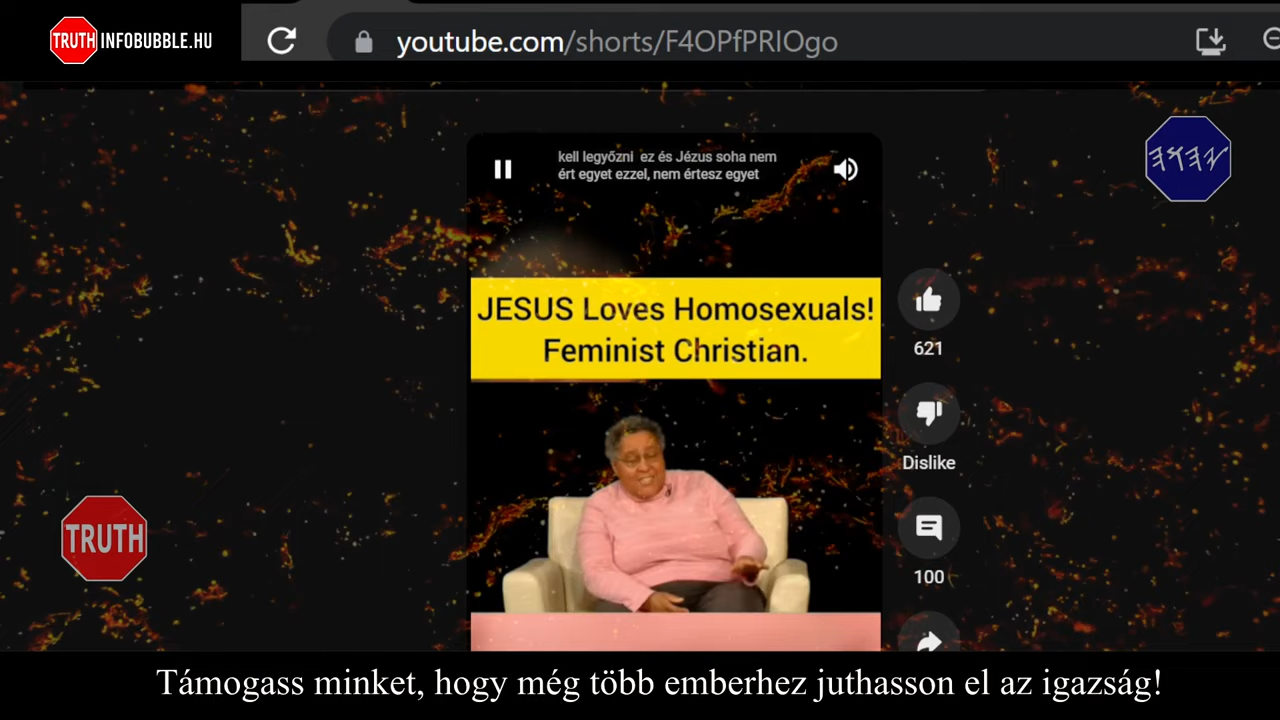 TRUTH INFOBUBBLE.HU
youtube.com/shorts/F4OPfPRIOgo
kell legyőzni ez és Jézus soha nem
ért egyet ezzel, nem értesz egyet
JESUS Loves Homosexuals!
Feminist Christian.
621
Dislike
100
TRUTH
Támogass minket, hogy még több emberhez juthasson el az igazság!